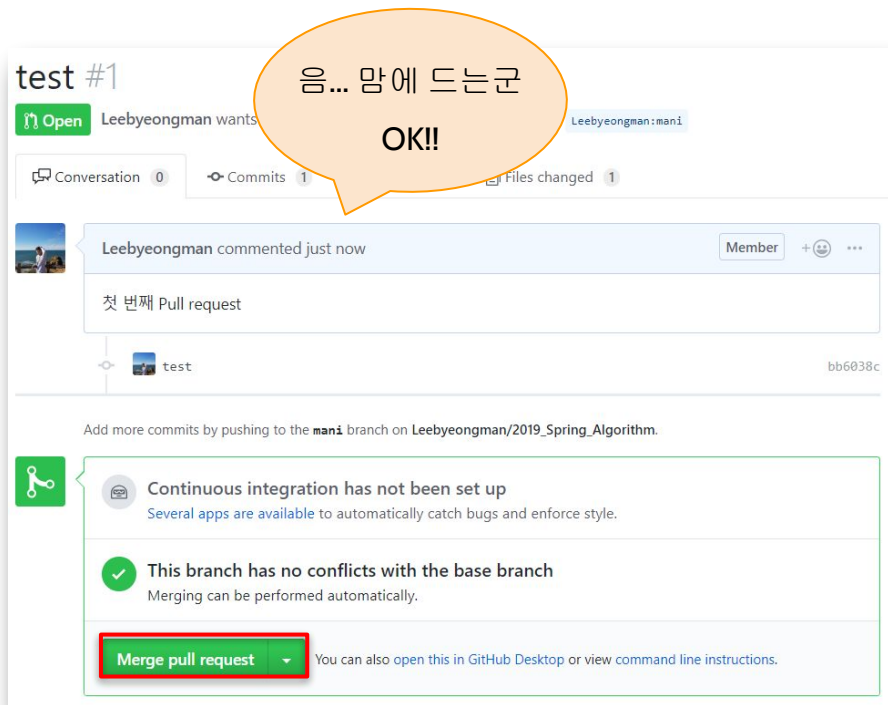 test #1
음... 맘에 드는군
OK!!
Open Leebyeongman wants Leebyeongman:mani
Conversation 0 Commits 1 Files changed 1
Leebyeongman commented just now Member
첫 번째 Pull request
test bb6038c
Add more commits by pushing to the mani branch on Leebyeongman/2019_Spring_Algorithm.
Continuous integration has not been set up
Several apps are available to automatically catch bugs and enforce style.
This branch has no conflicts with the base branch
Merging can be performed automatically.
Merge pull request You can also open this in GitHub Desktop or view command line instructions.